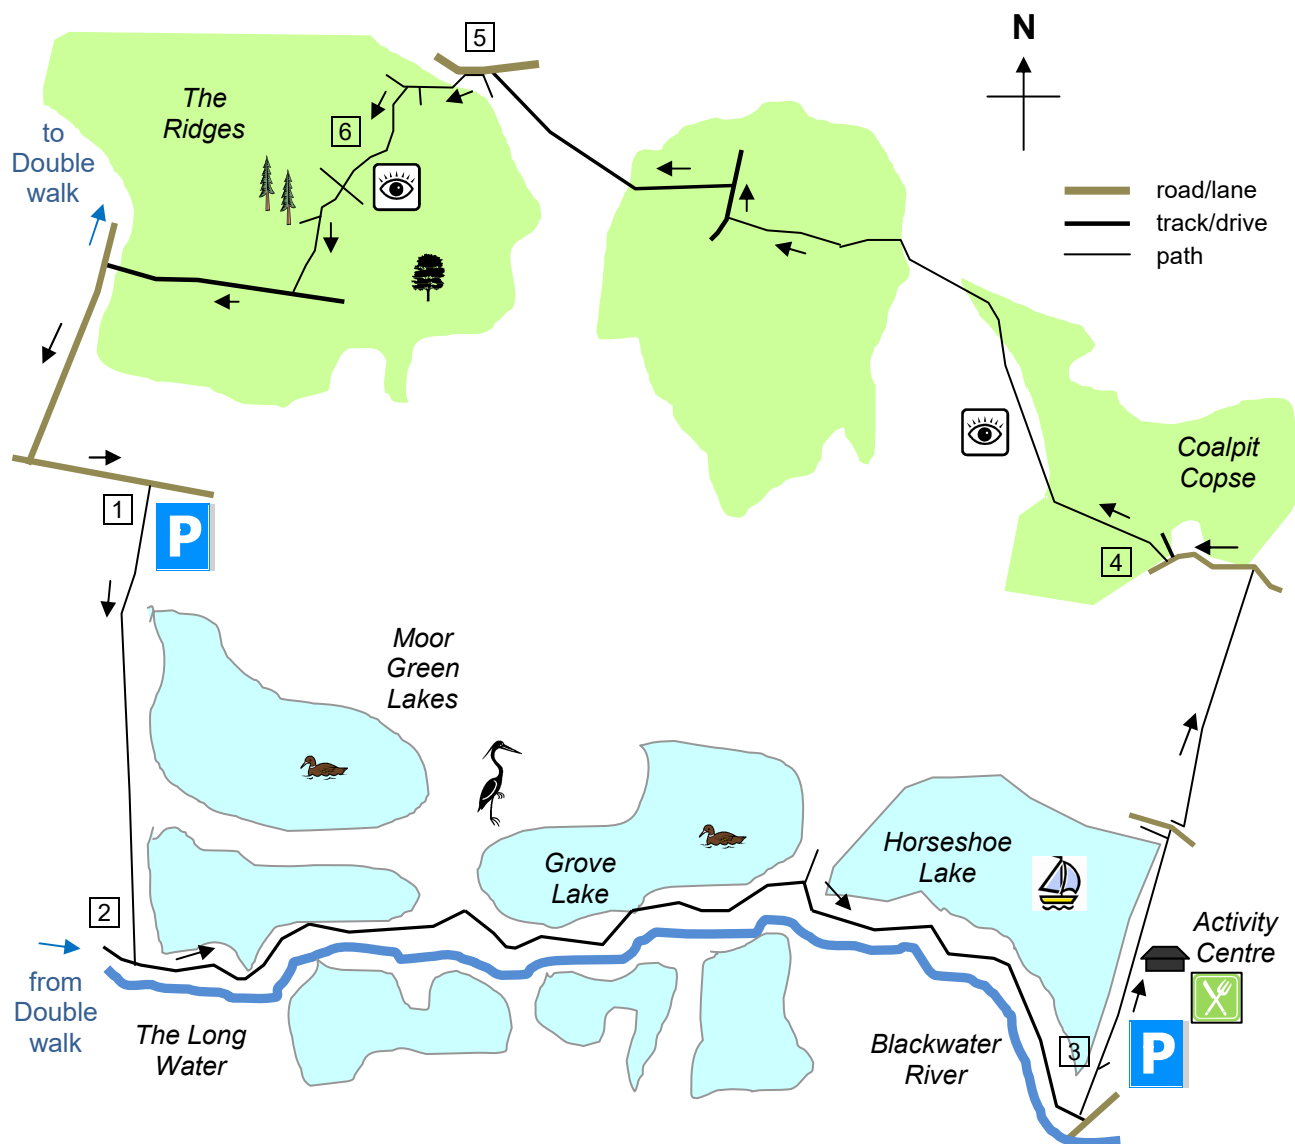 5
N
The
Ridges
6
to
Double
walk
road/lane
track/drive
path
Coalpit
Copse
1
P
4
Moor
Green
Lakes
Grove
Lake
Horseshoe
Lake
2
Activity
Centre
from
Double
walk
The Long
Water
Blackwater
River
3
P